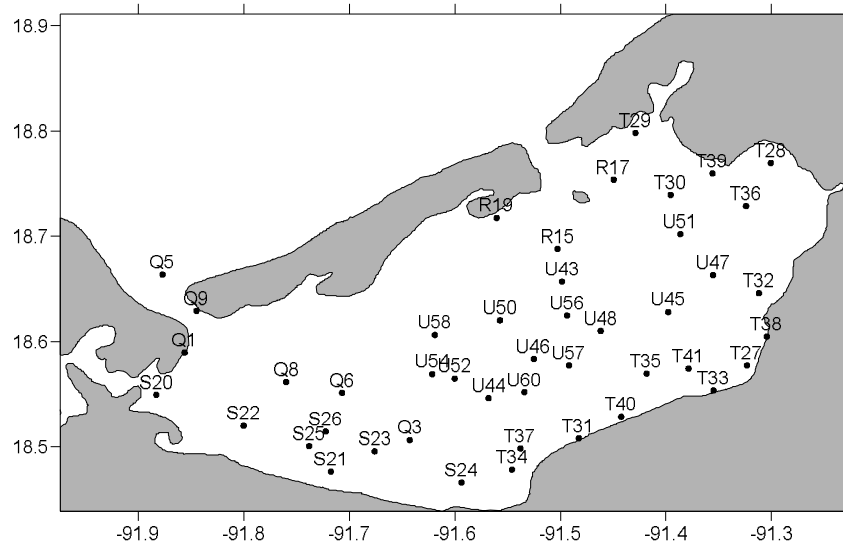 18.9
18.8
T29
T39
T28
R17
T30
T36
18.7
R19
U51
R15
Q5
U43
U47
T32
Q9
U50
U56
U45
18.6
U58
U48
T38
Q1
U46
U57
T35
T41
T27
S20
Q8
Q6
U54
U52
U44
U60
T33
S22
S26
T40
18.5
S25
S23
Q3
T37
T31
S21
S24
T34
-91.9
-91.8
-91.7
-91.6
-91.5
-91.4
-91.3